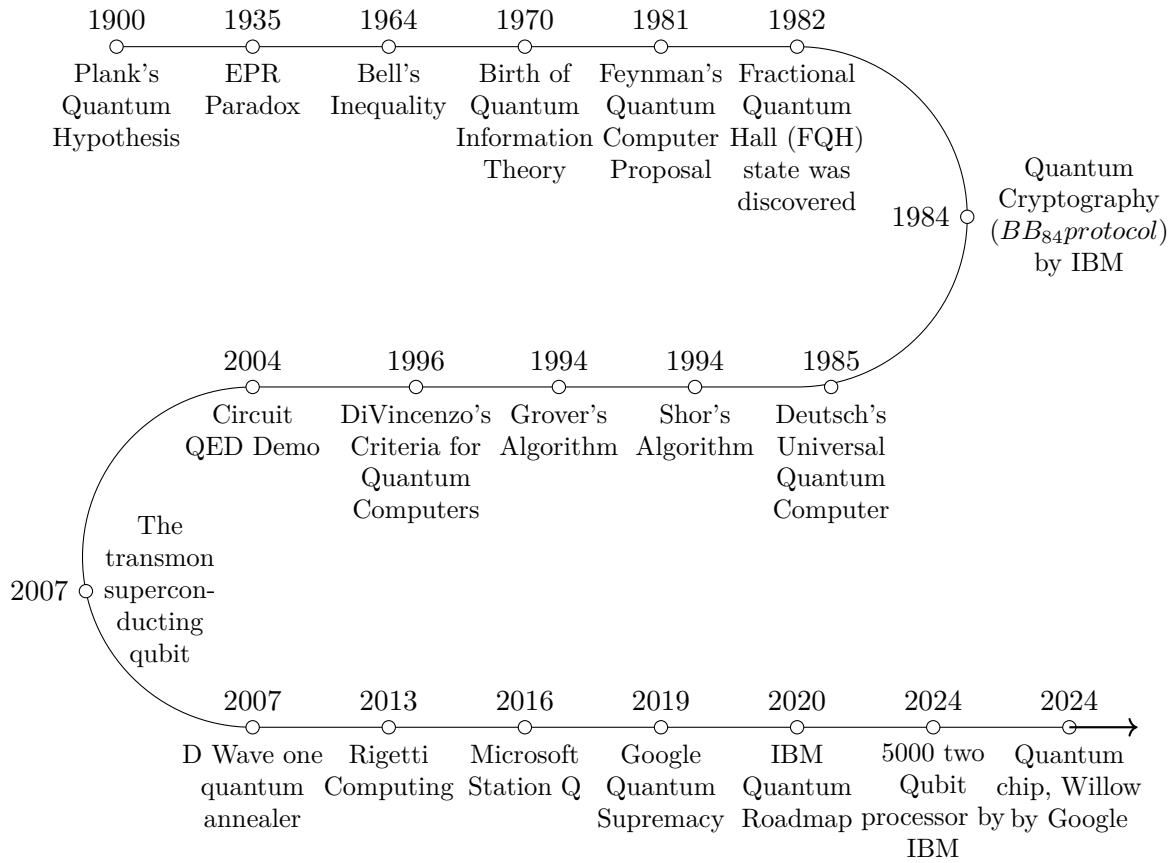 1900
Plank's
Quantum
Hypothesis
1935
EPR
Paradox
1964
Bell's
Inequality
1970
Birth of
Quantum
Information
Theory
1981
Feynman's
Quantum
Computer
Proposal
1982
Fractional
Quantum
Hall (FQH)
state was
discovered
1984
Quantum
Cryptography
(BB₈₄protocol)
by IBM
1985
Deutsch's
Universal
Quantum
Computer
1994
Shor's
Algorithm
1994
Grover's
Algorithm
1996
DiVincenzo's
Criteria for
Quantum
Computers
2004
Circuit
QED Demo
2007
The
transmon
supercon-
ducting
qubit
2007
D Wave one
quantum
annealer
2013
Rigetti
Computing
2016
Microsoft
Station Q
2019
Google
Quantum
Supremacy
2020
IBM
Quantum
Roadmap
2024
5000 two
Qubit
processor by
IBM
2024
Quantum
chip, Willow
by Google